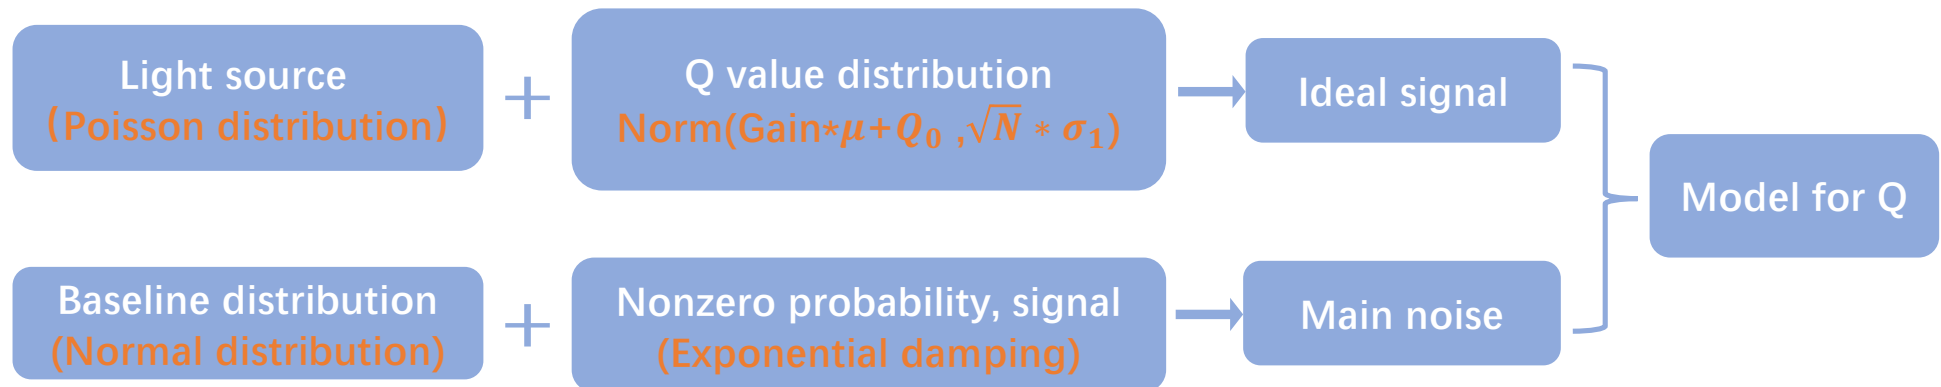 Light source
(Poisson distribution)
+
Q value distribution
Norm(Gain*μ+Q₀ ,√N * σ₁)
Ideal signal
Model for Q
Baseline distribution
(Normal distribution)
+
Nonzero probability, signal
(Exponential damping)
Main noise